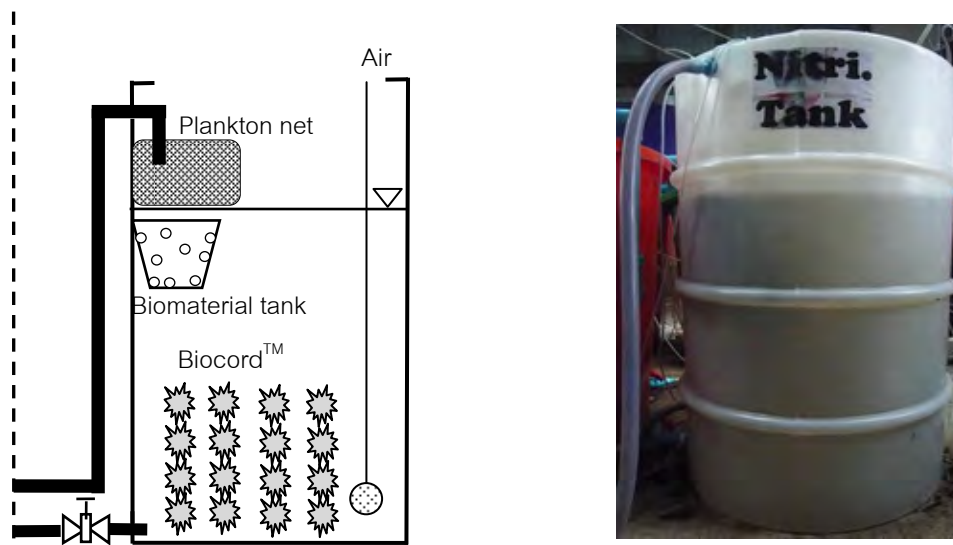 Air
Plankton net
Biomaterial tank
Biocord™
Nitri.
Tank